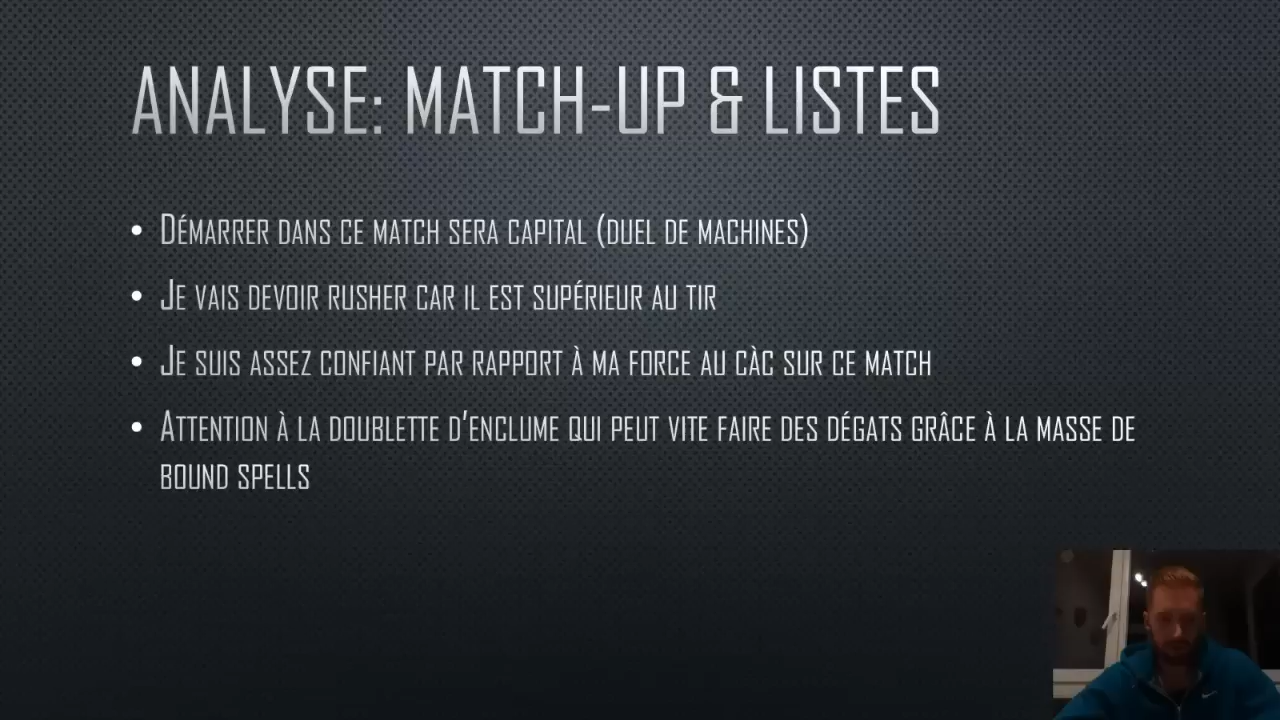 ANALYSE: MATCH-UP & LISTES
• DÉMARRER DANS CE MATCH SERA CAPITAL (DUEL DE MACHINES)
• JE VAIS DEVOIR RUSHER CAR IL EST SUPÉRIEUR AU TIR
• JE SUIS ASSEZ CONFIANT PAR RAPPORT À MA FORCE AU CÀC SUR CE MATCH
• ATTENTION À LA DOUBLETTE D'ENCLUME QUI PEUT VITE FAIRE DES DÉGATS GRÂCE À LA MASSE DE
BOUND SPELLS